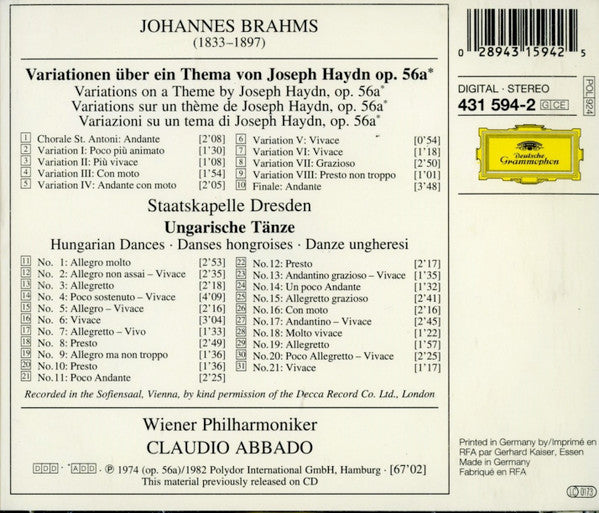 JOHANNES BRAHMS
(1833–1897)
Variationen über ein Thema von Joseph Haydn op. 56a*
Variations on a Theme by Joseph Haydn, op. 56a*
Variations sur un thème de Joseph Haydn, op. 56a*
Variazioni su un tema di Joseph Haydn, op. 56a*
1 Chorale St. Antoni: Andante [2'08]
2 Variation I: Poco più animato [1'30]
3 Variation II: Più vivace [1'08]
4 Variation III: Con moto [1'54]
5 Variation IV: Andante con moto [2'05]
6 Variation V: Vivace [0'54]
7 Variation VI: Vivace [1'18]
8 Variation VII: Grazioso [2'50]
9 Variation VIII: Presto non troppo [1'01]
10 Finale: Andante [3'48]
Staatskapelle Dresden
Ungarische Tänze
Hungarian Dances · Danses hongroises · Danze ungheresi
11 No. 1: Allegro molto [2'53]
12 No. 2: Allegro non assai – Vivace [2'35]
13 No. 3: Allegretto [2'18]
14 No. 4: Poco sostenuto – Vivace [4'09]
15 No. 5: Allegro – Vivace [2'16]
16 No. 6: Vivace [3'04]
17 No. 7: Allegretto – Vivo [1'33]
18 No. 8: Presto [2'49]
19 No. 9: Allegro ma non troppo [1'36]
20 No.10: Presto [1'36]
21 No.11: Poco Andante [2'25]
22 No.12: Presto [2'17]
23 No.13: Andantino grazioso – Vivace [1'35]
24 No.14: Un poco Andante [1'32]
25 No.15: Allegretto grazioso [2'41]
26 No.16: Con moto [2'16]
27 No.17: Andantino – Vivace [2'45]
28 No.18: Molto vivace [1'22]
29 No.19: Allegretto [1'57]
30 No.20: Poco Allegretto – Vivace [2'25]
31 No.21: Vivace [1'17]
Recorded in the Sofiensaal, Vienna, by kind permission of the Decca Record Co. Ltd., London
Wiener Philharmoniker
CLAUDIO ABBADO
DDD · *ADD · ℗ 1974 (op. 56a)/1982 Polydor International GmbH, Hamburg · [67'02]
This material previously released on CD
0 28943 15942 5
DIGITAL · STEREO
431 594-2 GCE
POL 924
Deutsche
Grammophon
Printed in Germany by/Imprimé en
RFA par Gerhard Kaiser, Essen
Made in Germany
Fabriqué en RFA
LC 0173